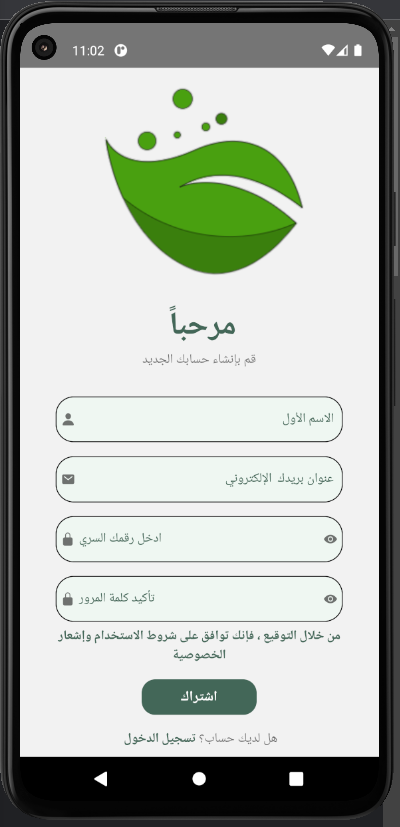 11:02
مرحباً
قم بإنشاء حسابك الجديد
الاسم الأول
عنوان بريدك الإلكتروني
ادخل رقمك السري
تأكيد كلمة المرور
من خلال التوقيع ، فإنك توافق على شروط الاستخدام وإشعار
الخصوصية
اشتراك
هل لديك حساب؟ تسجيل الدخول